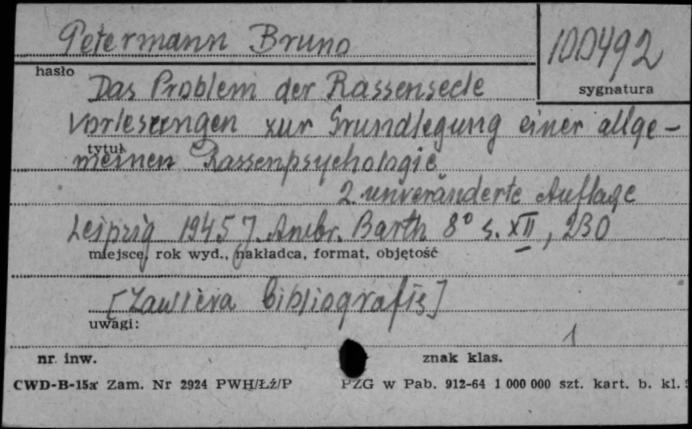 Petermann Bruno
100492
hasło
sygnatura
Das Problem der Rassenseele
Vorlesungen zur Grundlegung einer allge-
tytuł
meinen Rassenpsychologie
2. unveränderte Auflage
Leipzig 1945 J. Ambr. Barth 8° s. XII, 230
miejsce, rok wyd., nakładca, format, objętość
[Zawiera bibliografię]
uwagi:
1
nr. inw.
znak klas.
CWD-B-15a Zam. Nr 2924 PWH/Łź/P PZG w Pab. 912-64 1 000 000 szt. kart. b. kl.